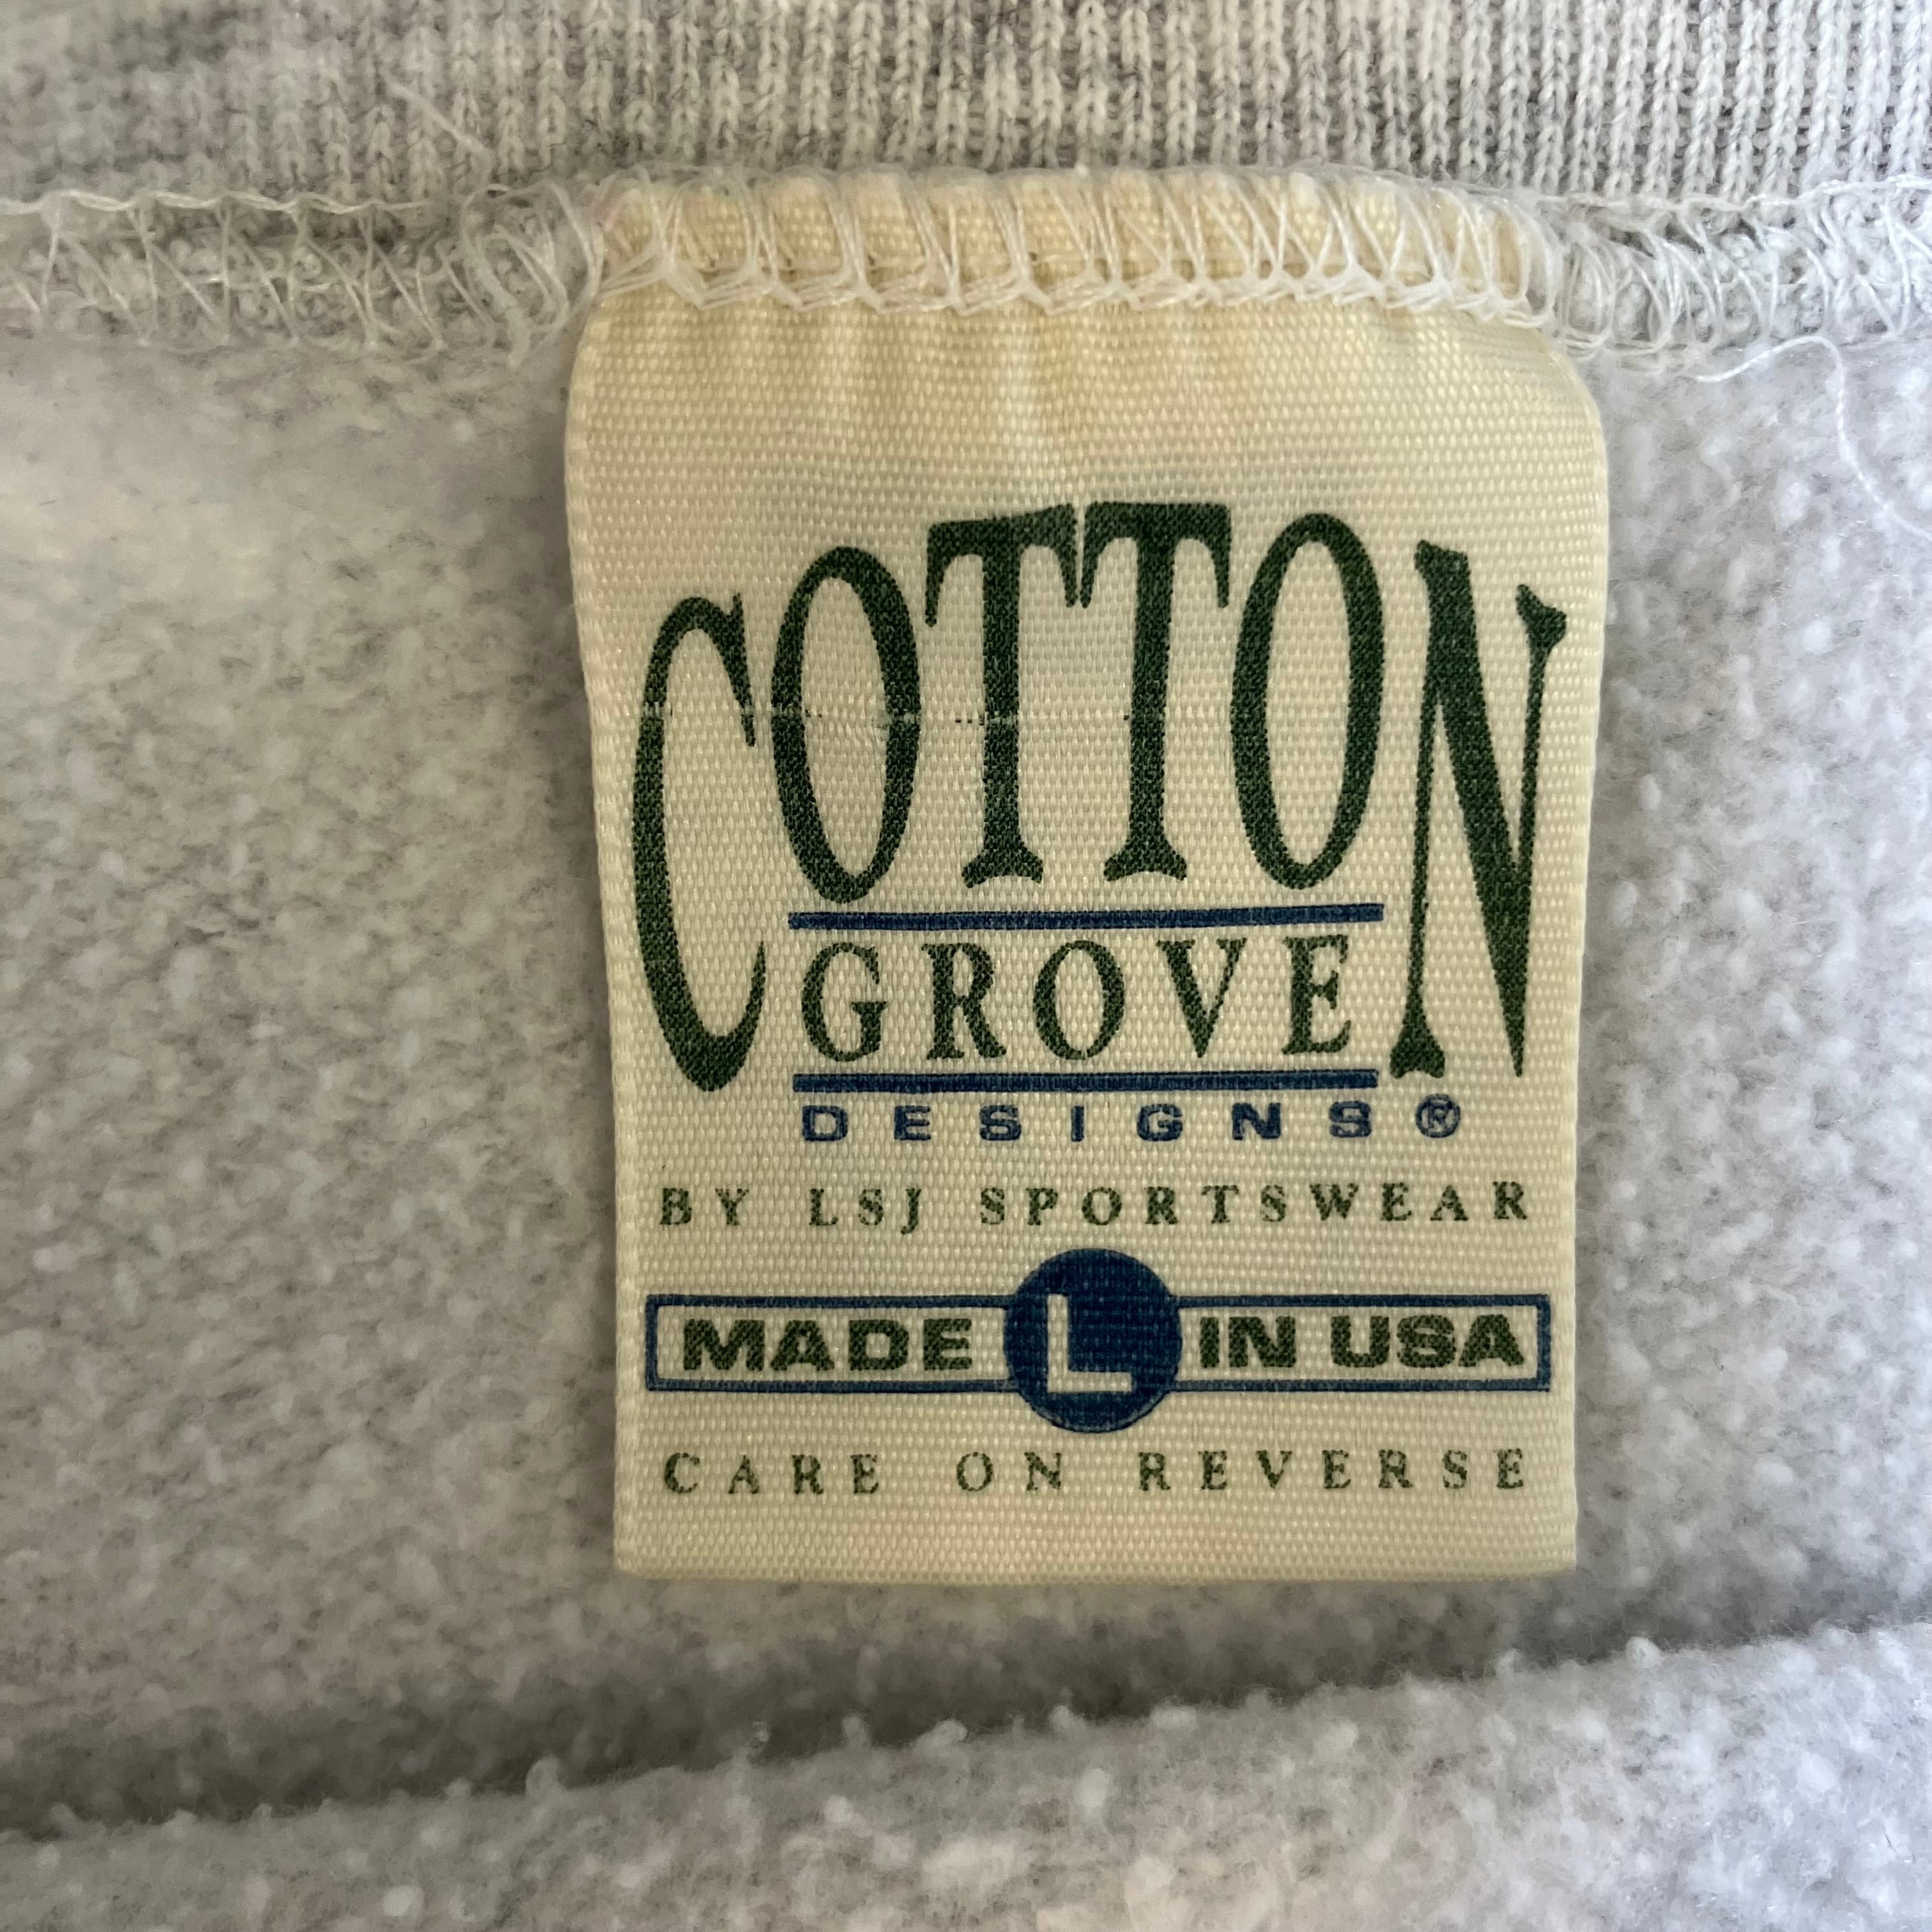 COTTON
GROVE
DESIGNS®
BY LSJ SPORTSWEAR
MADE L IN USA
CARE ON REVERSE